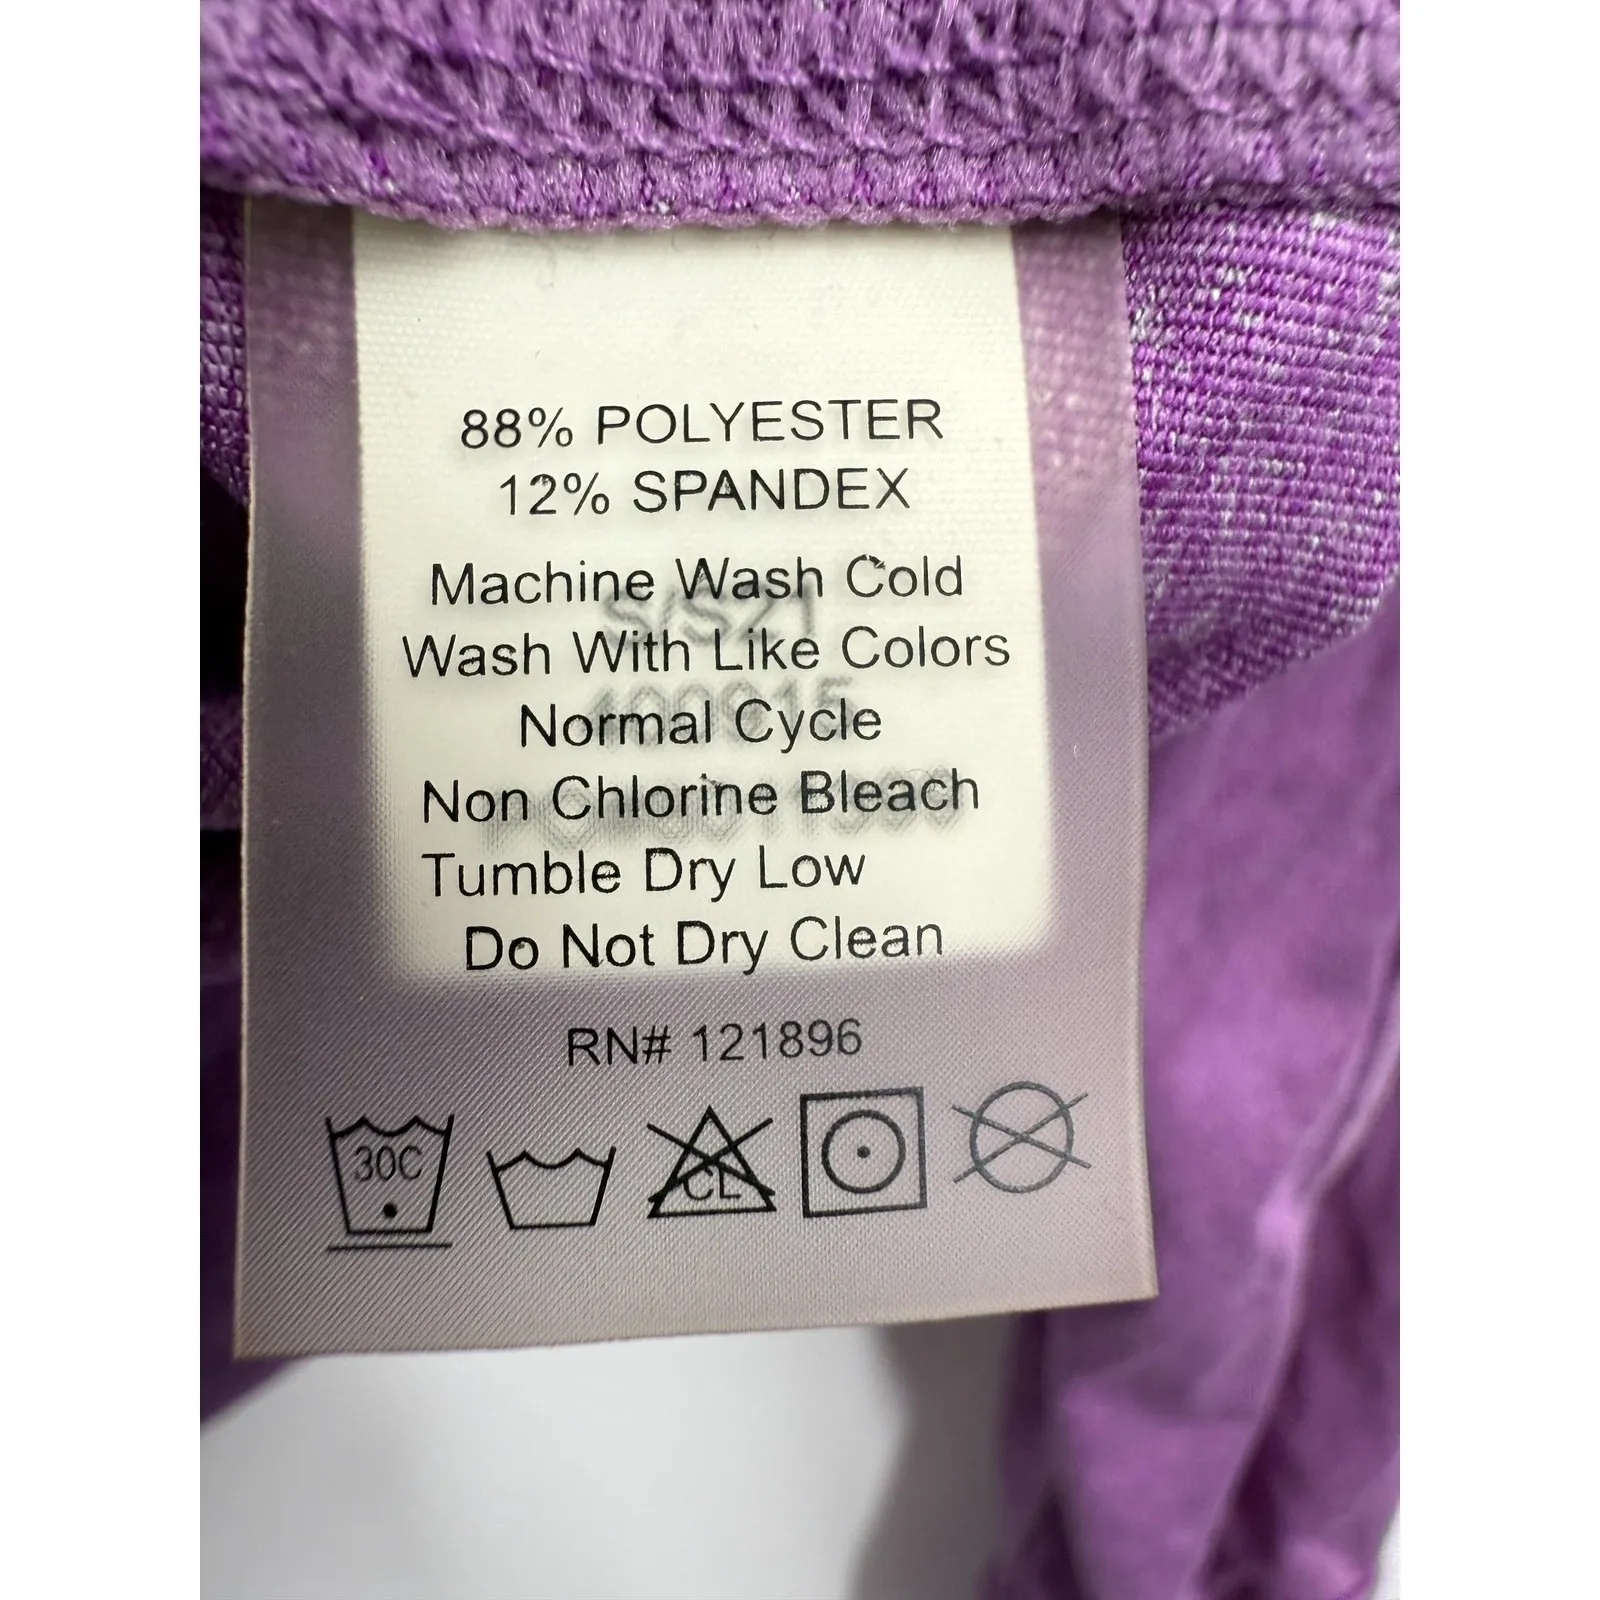 88% POLYESTER
12% SPANDEX
Machine Wash Cold
Wash With Like Colors
Normal Cycle
Non Chlorine Bleach
Tumble Dry Low
Do Not Dry Clean
RN# 121896
30C CL